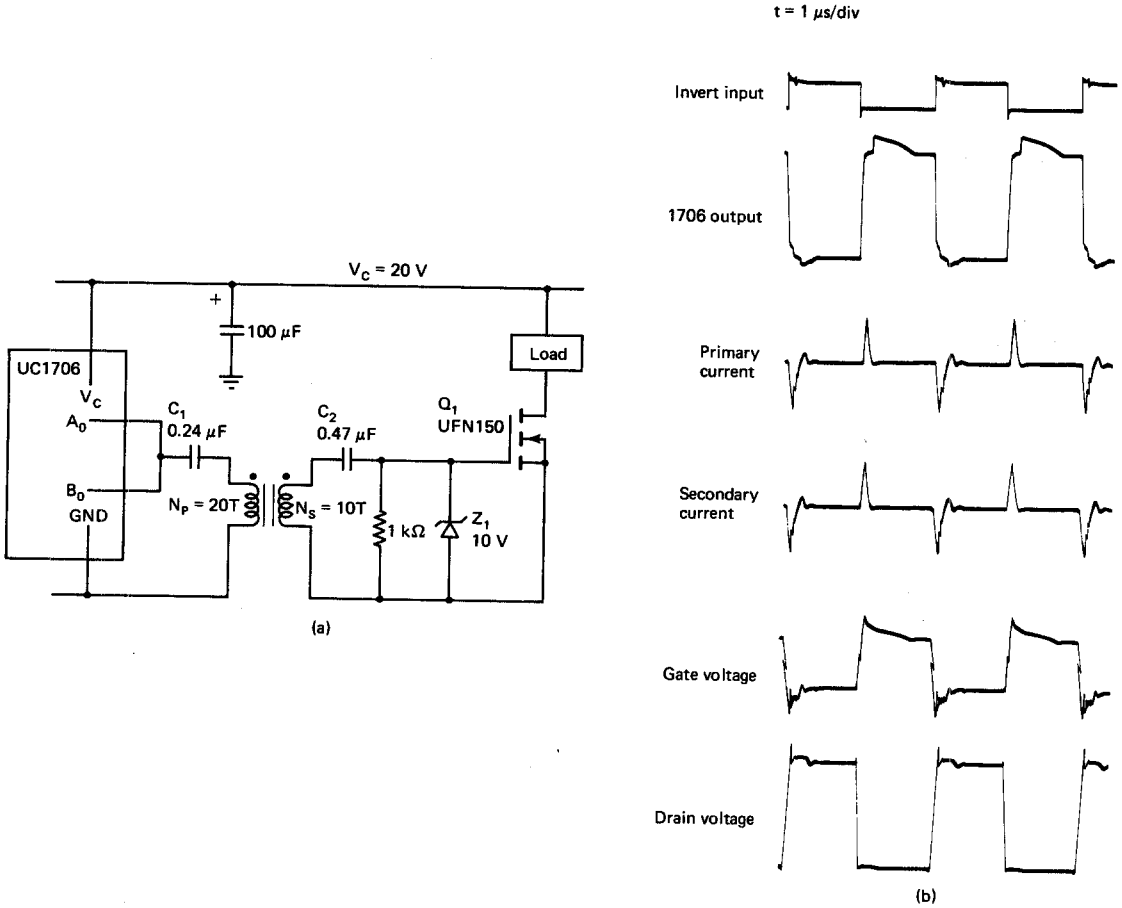 t = 1 μs/div
Invert input
1706 output
Primary
current
Secondary
current
Gate voltage
Drain voltage
(b)
V_C = 20 V
+
100 μF
Load
UC1706
V_C
A_0
B_0
GND
C_1
0.24 μF
C_2
0.47 μF
Q_1
UFN150
N_P = 20T
N_S = 10T
1 kΩ
Z_1
10 V
(a)